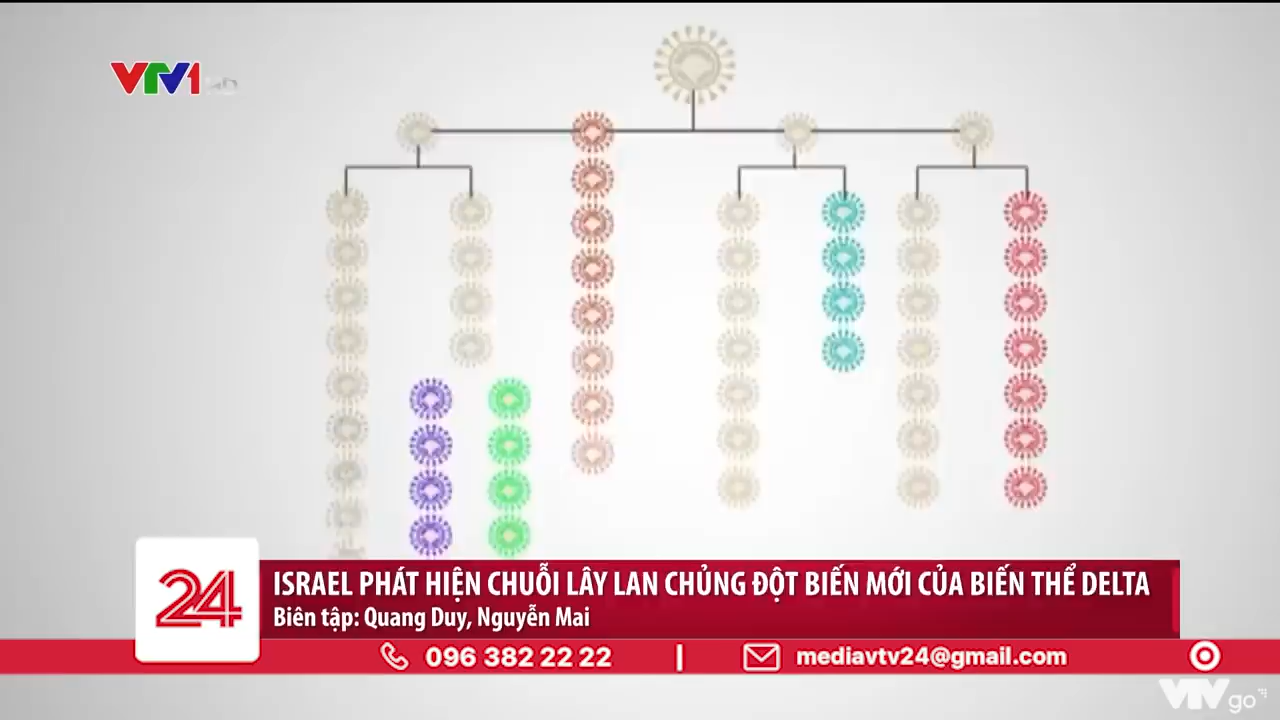 VTV1 HD
24
ISRAEL PHÁT HIỆN CHUỖI LÂY LAN CHỦNG ĐỘT BIẾN MỚI CỦA BIẾN THỂ DELTA
Biên tập: Quang Duy, Nguyễn Mai
096 382 22 22 | mediavtv24@gmail.com
VTVgo